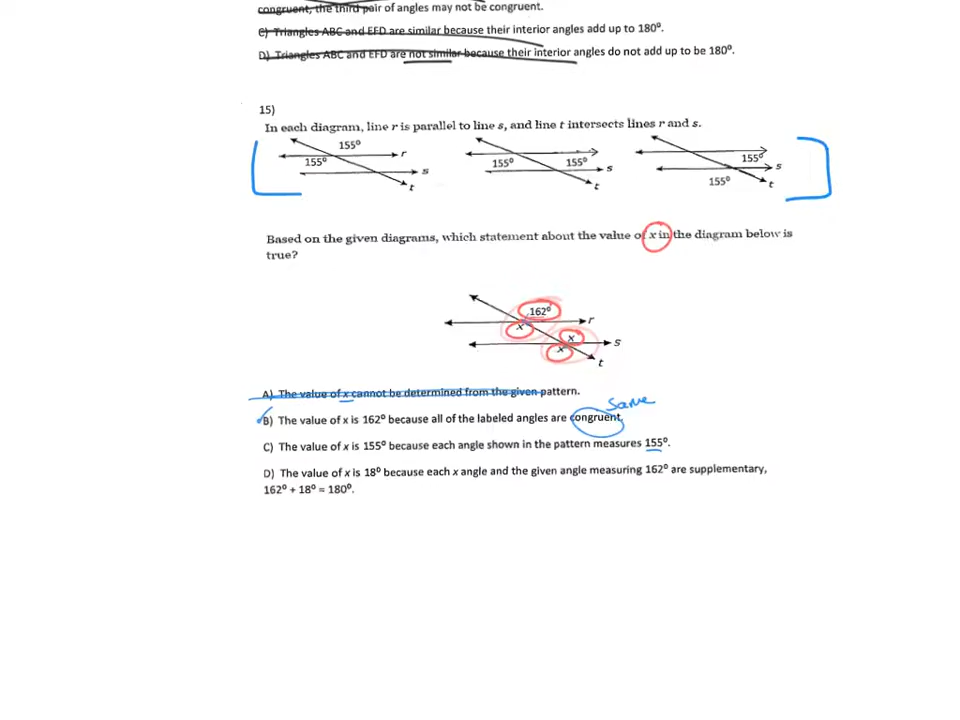 congruent, the third pair of angles may not be congruent.
C) Triangles ABC and EFD are similar because their interior angles add up to 180°.
D) Triangles ABC and EFD are not similar because their interior angles do not add up to be 180°.
15)
In each diagram, line r is parallel to line s, and line t intersects lines r and s.
155° 155° r s t
155° 155° s t
155° 155° s t
Based on the given diagrams, which statement about the value of x in the diagram below is
true?
162°
r
x
x
s
x
t
A) The value of x cannot be determined from the given pattern.
Same
B) The value of x is 162° because all of the labeled angles are congruent.
C) The value of x is 155° because each angle shown in the pattern measures 155°.
D) The value of x is 18° because each x angle and the given angle measuring 162° are supplementary,
162° + 18° = 180°.